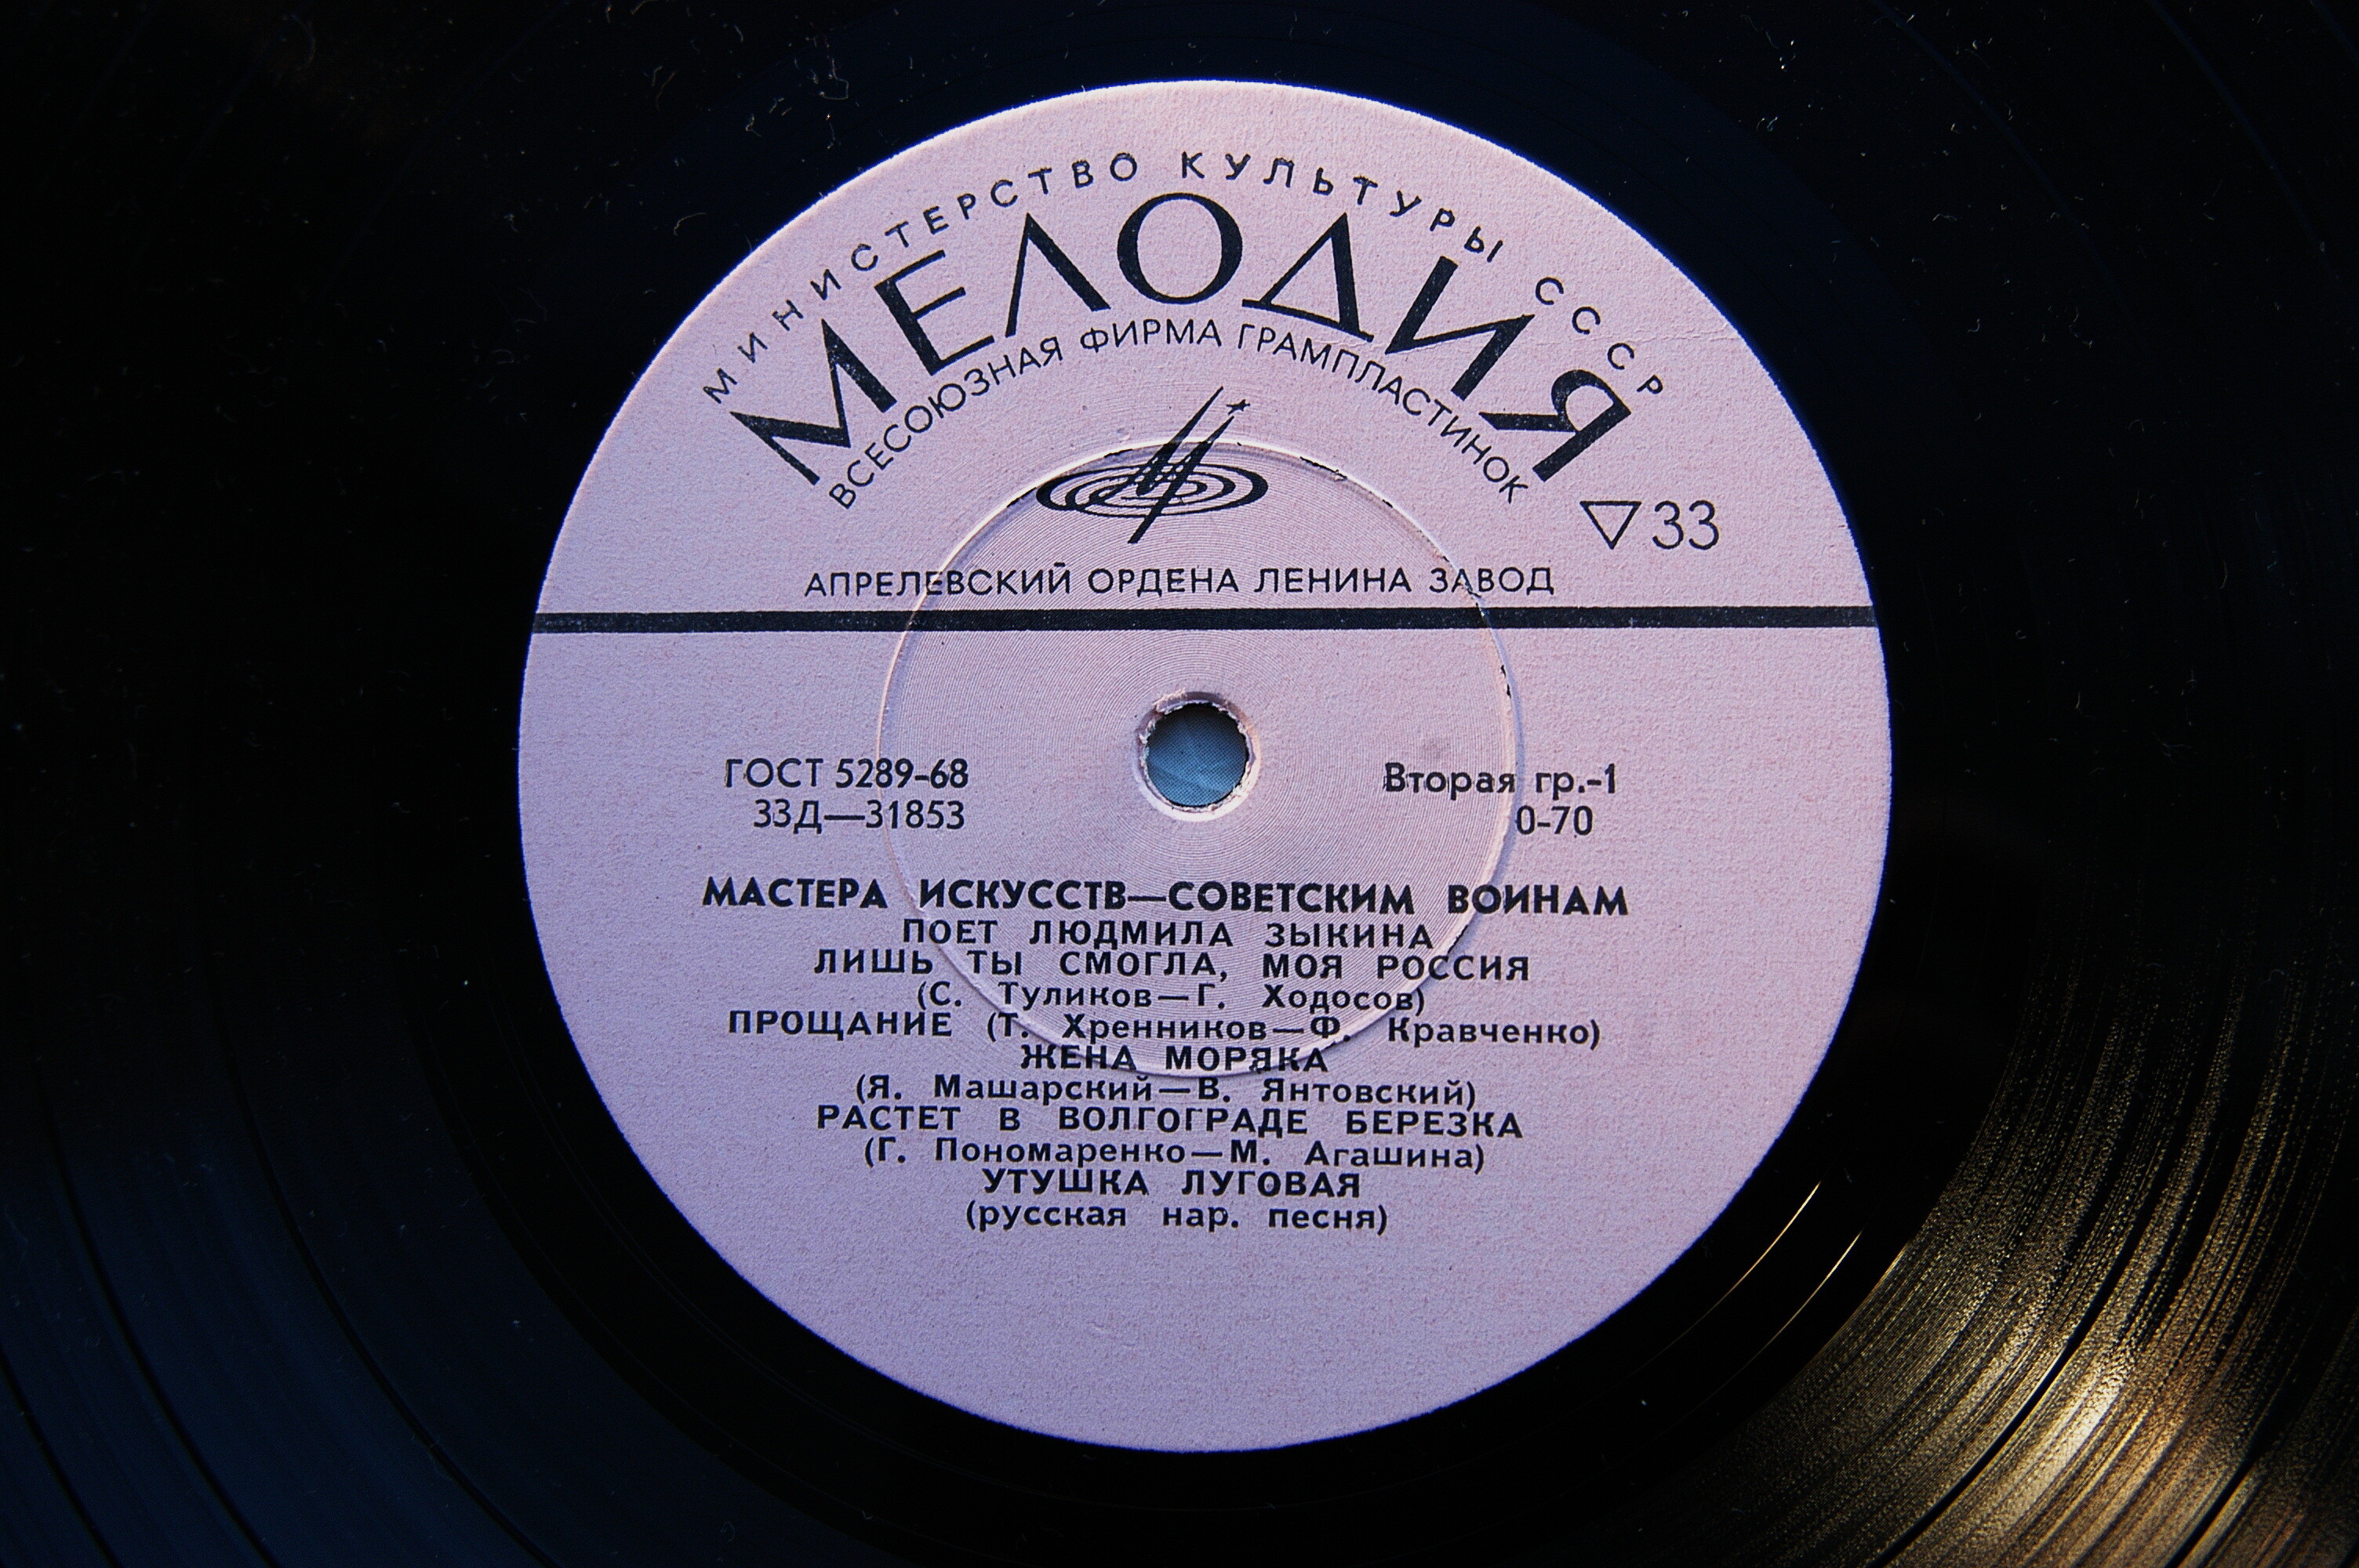 МИНИСТЕРСТВО КУЛЬТУРЫ СССР
МЕЛОДИЯ
ВСЕСОЮЗНАЯ ФИРМА ГРАМПЛАСТИНОК
▽33
АПРЕЛЕВСКИЙ ОРДЕНА ЛЕНИНА ЗАВОД
ГОСТ 5289-68
Вторая гр.-1
33Д—31853
0-70
МАСТЕРА ИСКУССТВ—СОВЕТСКИМ ВОИНАМ
ПОЕТ ЛЮДМИЛА ЗЫКИНА
ЛИШЬ ТЫ СМОГЛА, МОЯ РОССИЯ
(С. Туликов—Г. Ходосов)
ПРОЩАНИЕ (Т. Хренников—Ф. Кравченко)
ЖЕНА МОРЯКА
(Я. Машарский—В. Янтовский)
РАСТЕТ В ВОЛГОГРАДЕ БЕРЕЗКА
(Г. Пономаренко—М. Агашина)
УТУШКА ЛУГОВАЯ
(русская нар. песня)